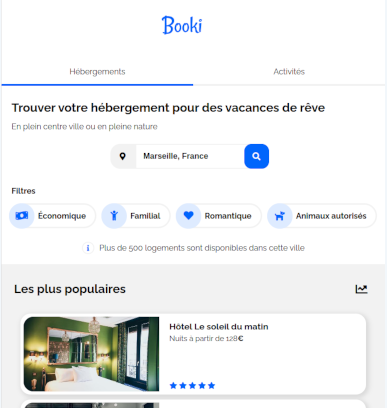 Booki
Hébergements
Activités
Trouver votre hébergement pour des vacances de rêve
En plein centre ville ou en pleine nature
Marseille, France
Filtres
Économique
Familial
Romantique
Animaux autorisés
Plus de 500 logements sont disponibles dans cette ville
Les plus populaires
Hôtel Le soleil du matin
Nuits à partir de 128€